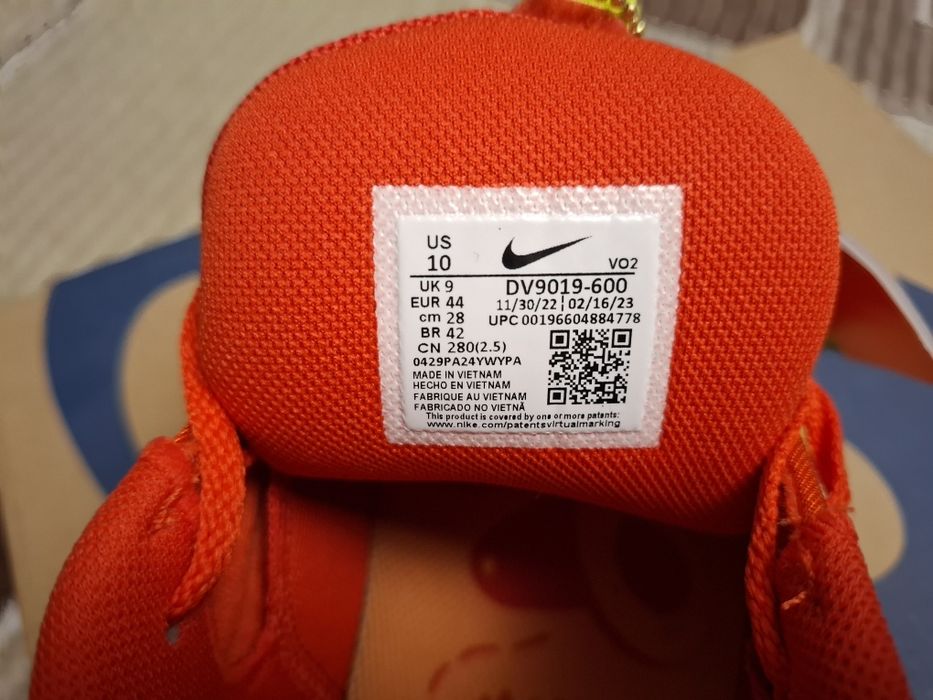 US
10
VO2
UK 9
DV9019-600
EUR 44
11/30/22 | 02/16/23
cm 28
UPC 00196604884778
BR 42
CN 280(2.5)
0429PA24YWYPA
MADE IN VIETNAM
HECHO EN VIETNAM
FABRIQUE AU VIETNAM
FABRICADO NO VIETNÃ
This product is covered by one or more patents:
www.nike.com/patentsvirtualmarking